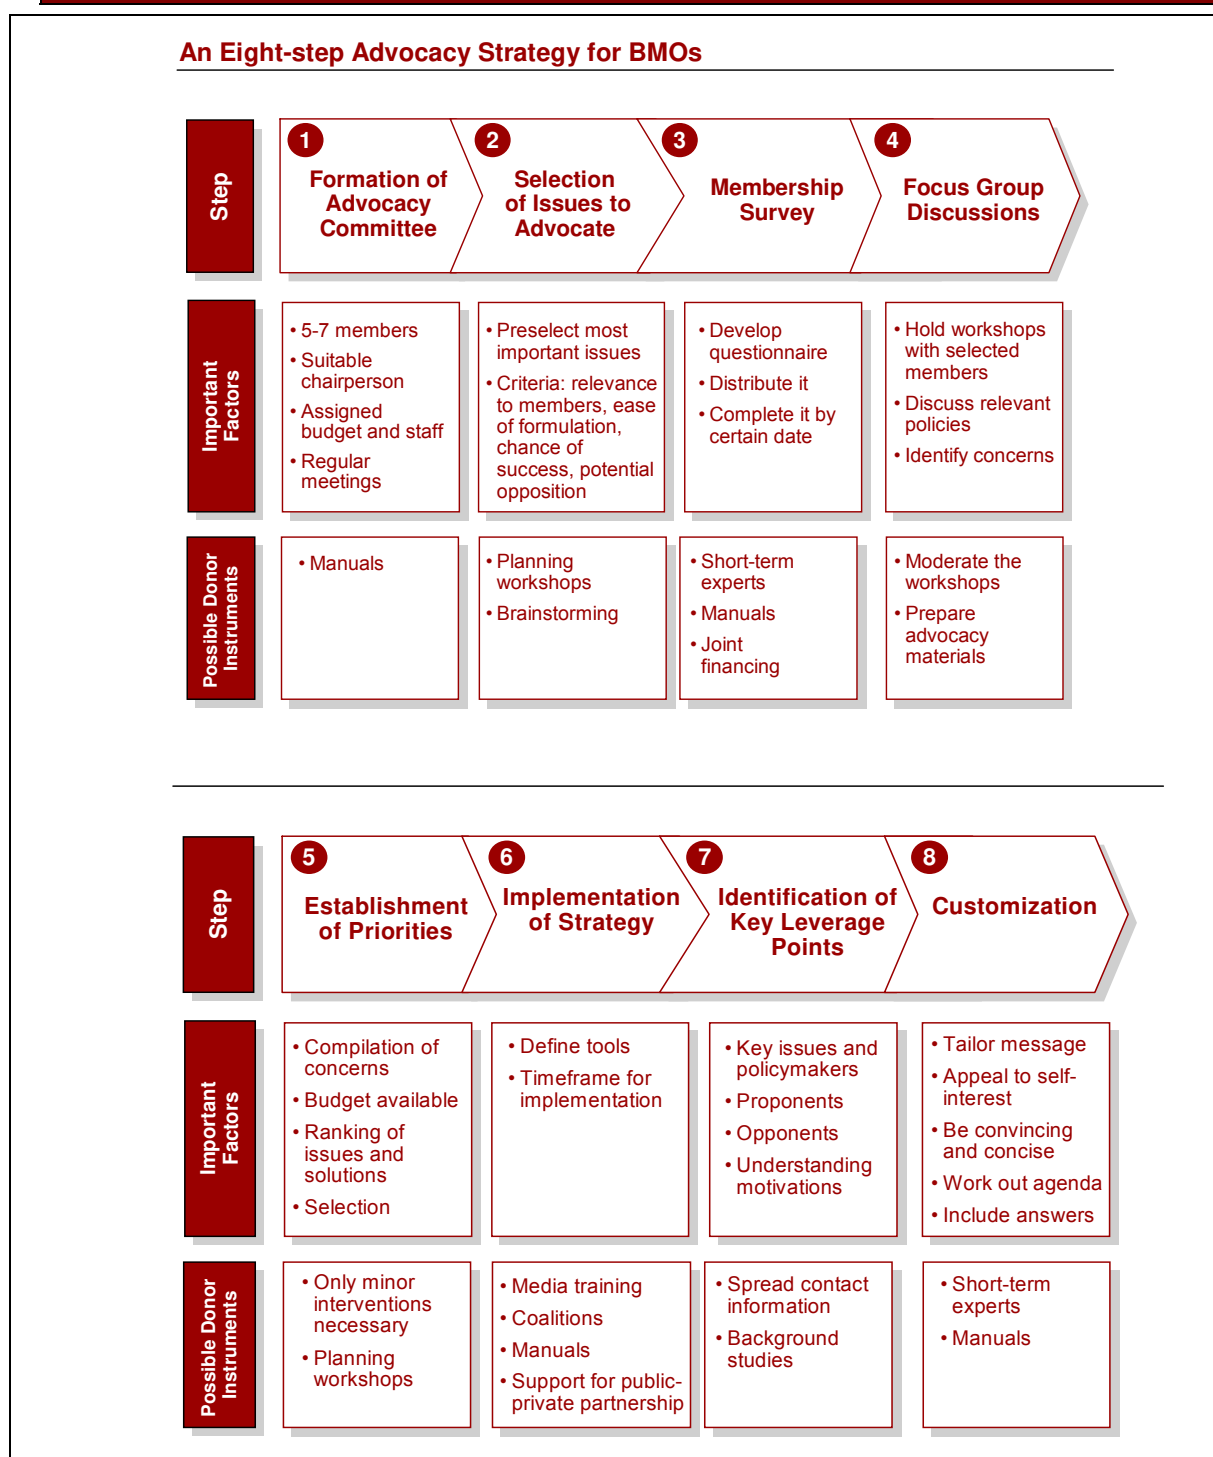 An Eight-step Advocacy Strategy for BMOs
Step
1
Formation of
Advocacy
Committee
2
Selection
of Issues to
Advocate
3
Membership
Survey
4
Focus Group
Discussions
Important
Factors
• 5-7 members
• Suitable
chairperson
• Assigned
budget and staff
• Regular
meetings
• Preselect most
important issues
• Criteria: relevance
to members, ease
of formulation,
chance of
success, potential
opposition
• Develop
questionnaire
• Distribute it
• Complete it by
certain date
• Hold workshops
with selected
members
• Discuss relevant
policies
• Identify concerns
Possible Donor
Instruments
• Manuals
• Planning
workshops
• Brainstorming
• Short-term
experts
• Manuals
• Joint
financing
• Moderate the
workshops
• Prepare
advocacy
materials
Step
5
Establishment
of Priorities
6
Implementation
of Strategy
7
Identification of
Key Leverage
Points
8
Customization
Important
Factors
• Compilation of
concerns
• Budget available
• Ranking of
issues and
solutions
• Selection
• Define tools
• Timeframe for
implementation
• Key issues and
policymakers
• Proponents
• Opponents
• Understanding
motivations
• Tailor message
• Appeal to self-
interest
• Be convincing
and concise
• Work out agenda
• Include answers
Possible Donor
Instruments
• Only minor
interventions
necessary
• Planning
workshops
• Media training
• Coalitions
• Manuals
• Support for public-
private partnership
• Spread contact
information
• Background
studies
• Short-term
experts
• Manuals